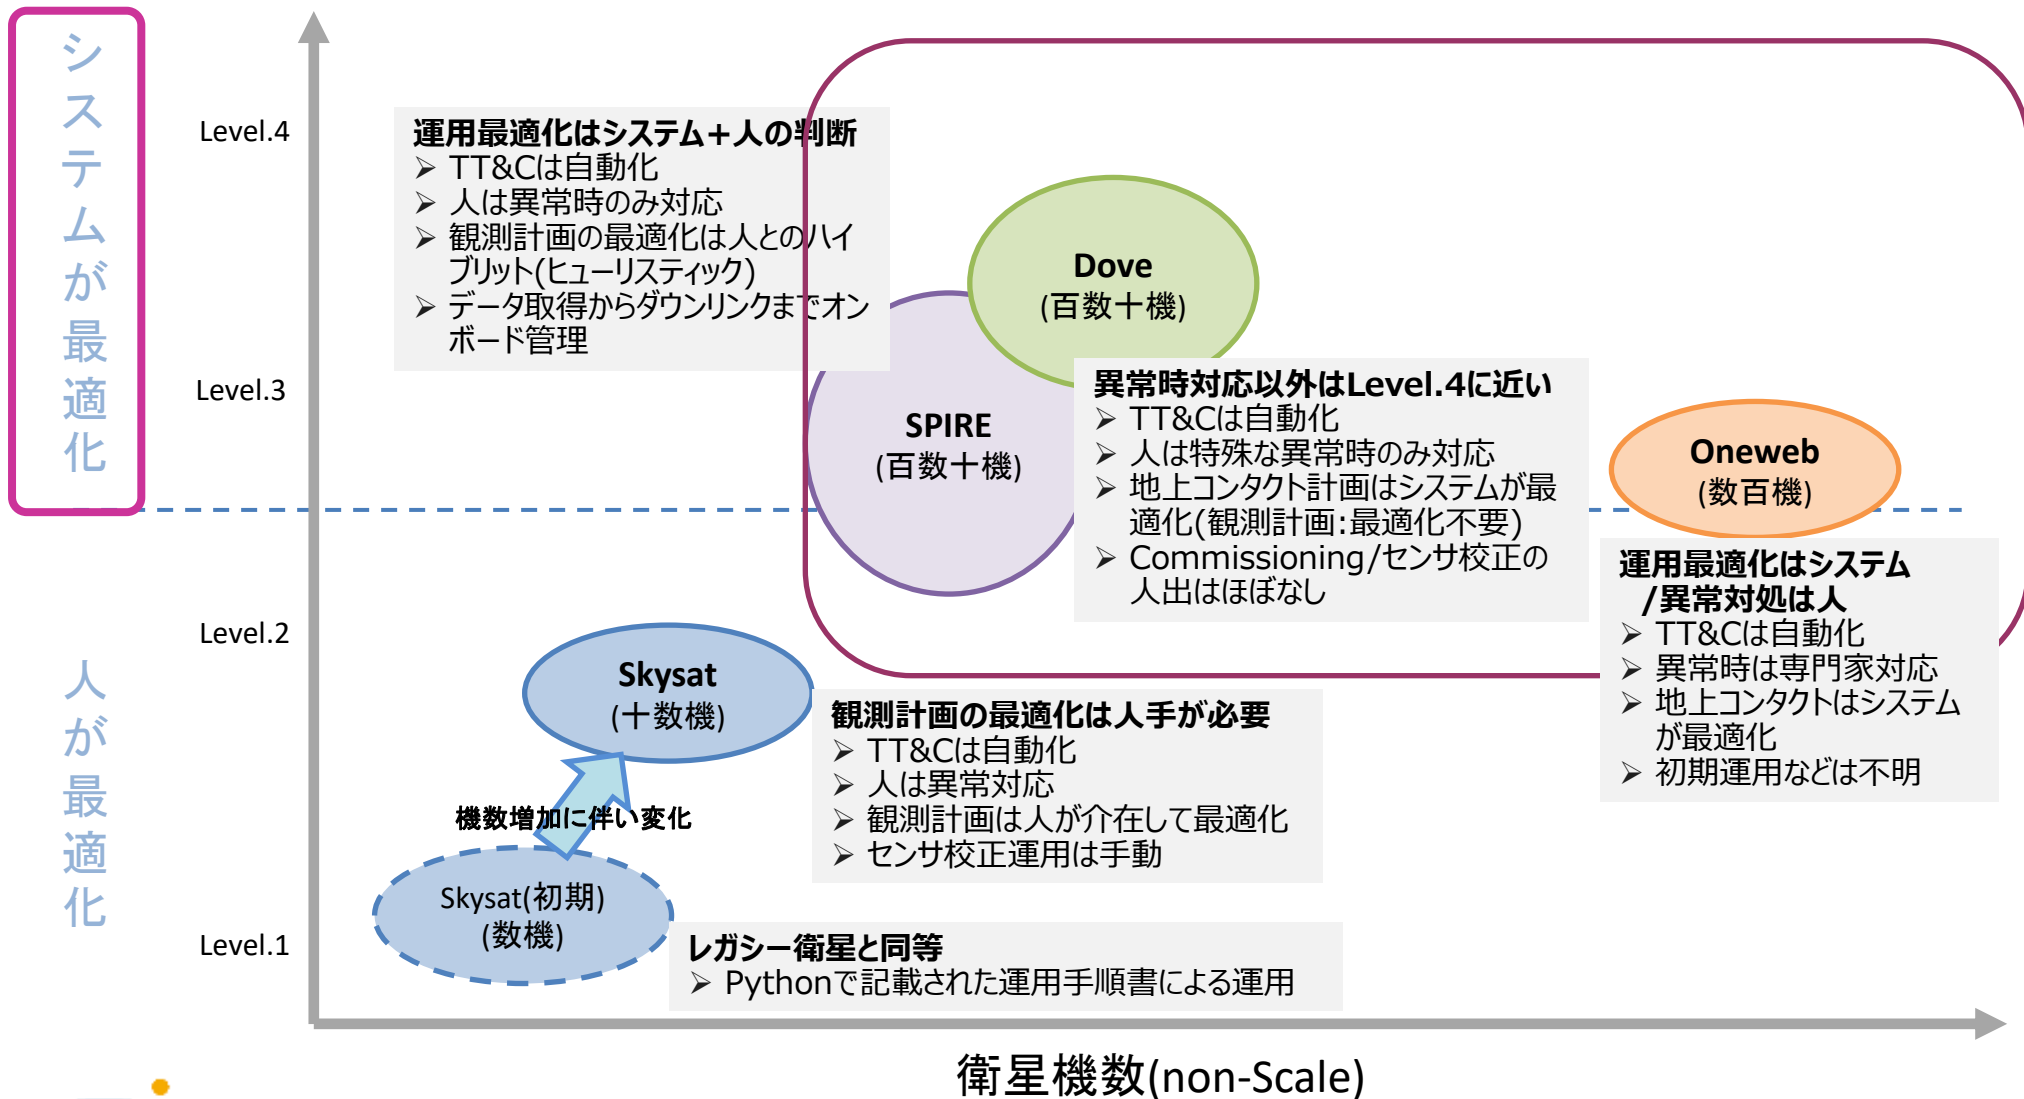 システムが最適化
人が最適化
Level.4
Level.3
Level.2
Level.1
運用最適化はシステム+人の判断
➢ TT&Cは自動化
➢ 人は異常時のみ対応
➢ 観測計画の最適化は人とのハイ
ブリット(ヒューリスティック)
➢ データ取得からダウンリンクまでオン
ボード管理
Dove
(百数十機)
SPIRE
(百数十機)
異常時対応以外はLevel.4に近い
➢ TT&Cは自動化
➢ 人は特殊な異常時のみ対応
➢ 地上コンタクト計画はシステムが最
適化(観測計画:最適化不要)
➢ Commissioning/センサ校正の
人出はほぼなし
Oneweb
(数百機)
運用最適化はシステム
/異常対処は人
➢ TT&Cは自動化
➢ 異常時は専門家対応
➢ 地上コンタクトはシステム
が最適化
➢ 初期運用などは不明
Skysat
(十数機)
観測計画の最適化は人手が必要
➢ TT&Cは自動化
➢ 人は異常対応
➢ 観測計画は人が介在して最適化
➢ センサ校正運用は手動
機数増加に伴い変化
Skysat(初期)
(数機)
レガシー衛星と同等
➢ Pythonで記載された運用手順書による運用
衛星機数(non-Scale)